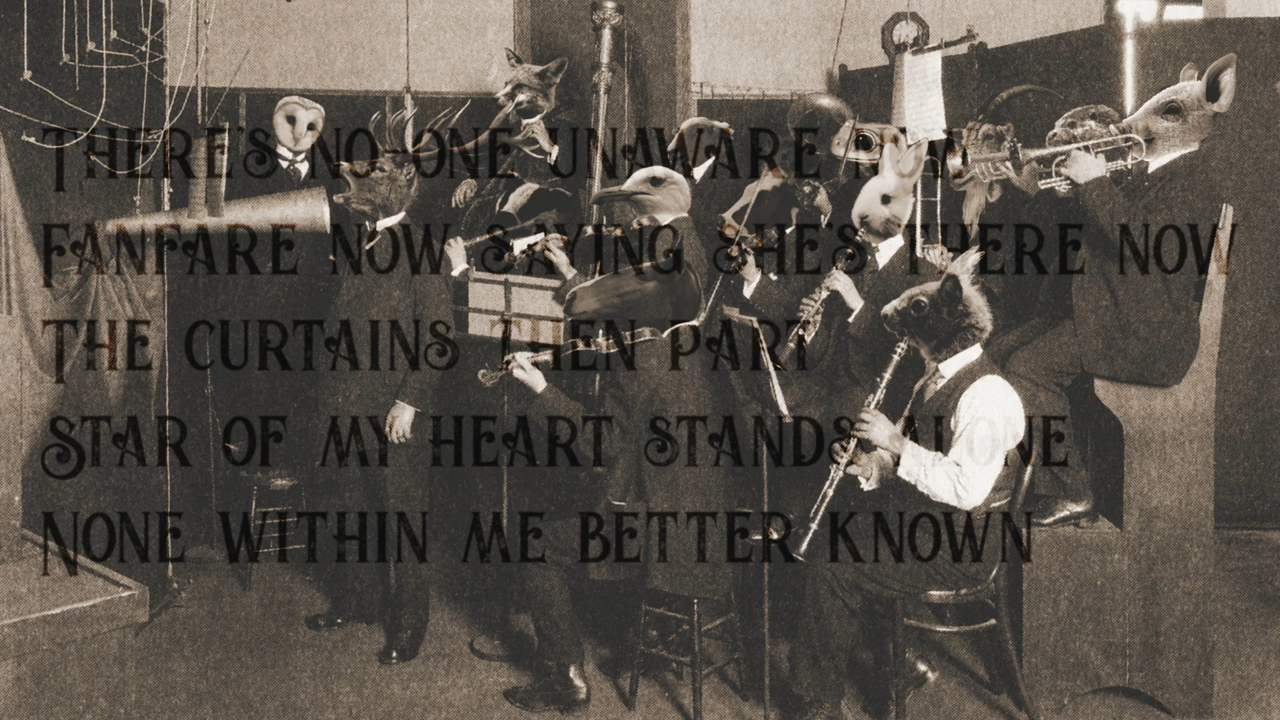 There's no-one unaware now
Fanfare now saying she's there now
The curtains then part
Star of my heart stands alone
None within me better known